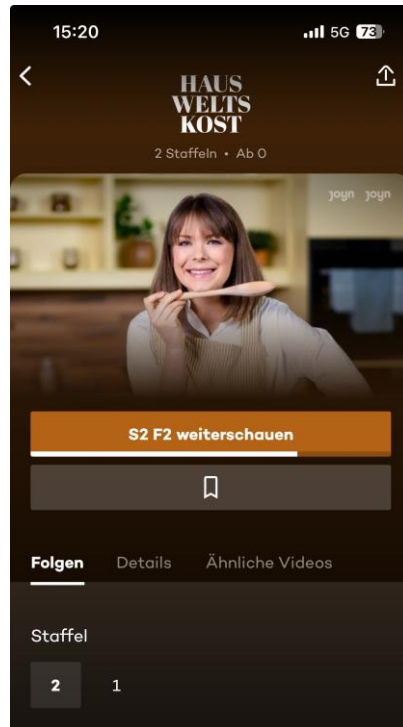 15:20
5G 73
HAUS
WELTS
KOST
2 Staffeln • Ab 0
joyn joyn
S2 F2 weiterschauen
Folgen Details Ähnliche Videos
Staffel
2 1